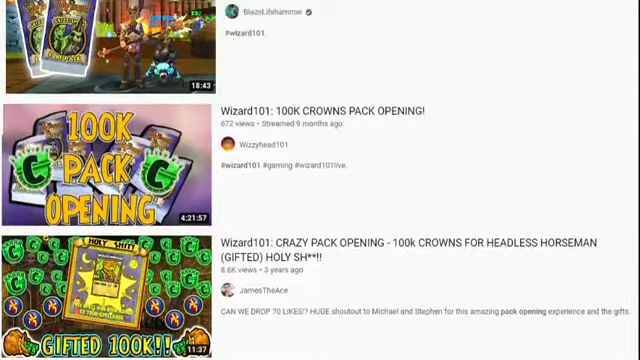 BlazeLifehammer
#wizard101.
18:43
100K
PACK
OPENING
4:21:57
Wizard101: 100K CROWNS PACK OPENING!
672 views • Streamed 9 months ago
Wizzyhead101
#wizard101 #gaming #wizard101live.
HOLY SHIT!
GIFTED 100K!!
11:37
Wizard101: CRAZY PACK OPENING - 100k CROWNS FOR HEADLESS HORSEMAN
(GIFTED) HOLY SH**!!
8.6K views • 3 years ago
JamesTheAce
CAN WE DROP 70 LIKES!? HUGE shoutout to Michael and Stephen for this amazing pack opening experience and the gifts.